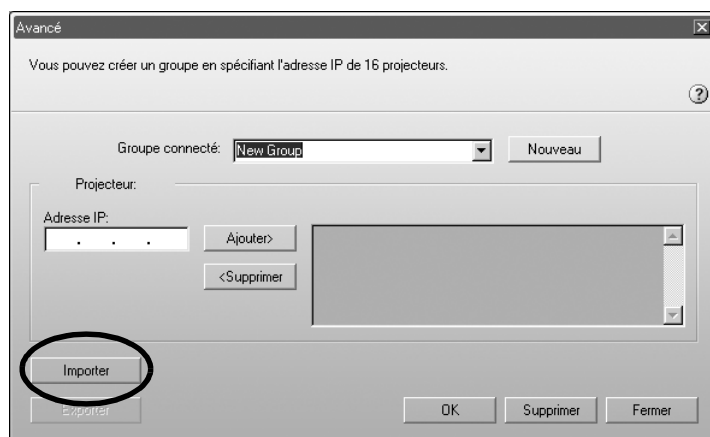 Avancé
Vous pouvez créer un groupe en spécifiant l'adresse IP de 16 projecteurs.
?
Groupe connecté: New Group Nouveau
Projecteur:
Adresse IP:
. . . Ajouter>
<Supprimer
Importer
Exporter OK Supprimer Fermer